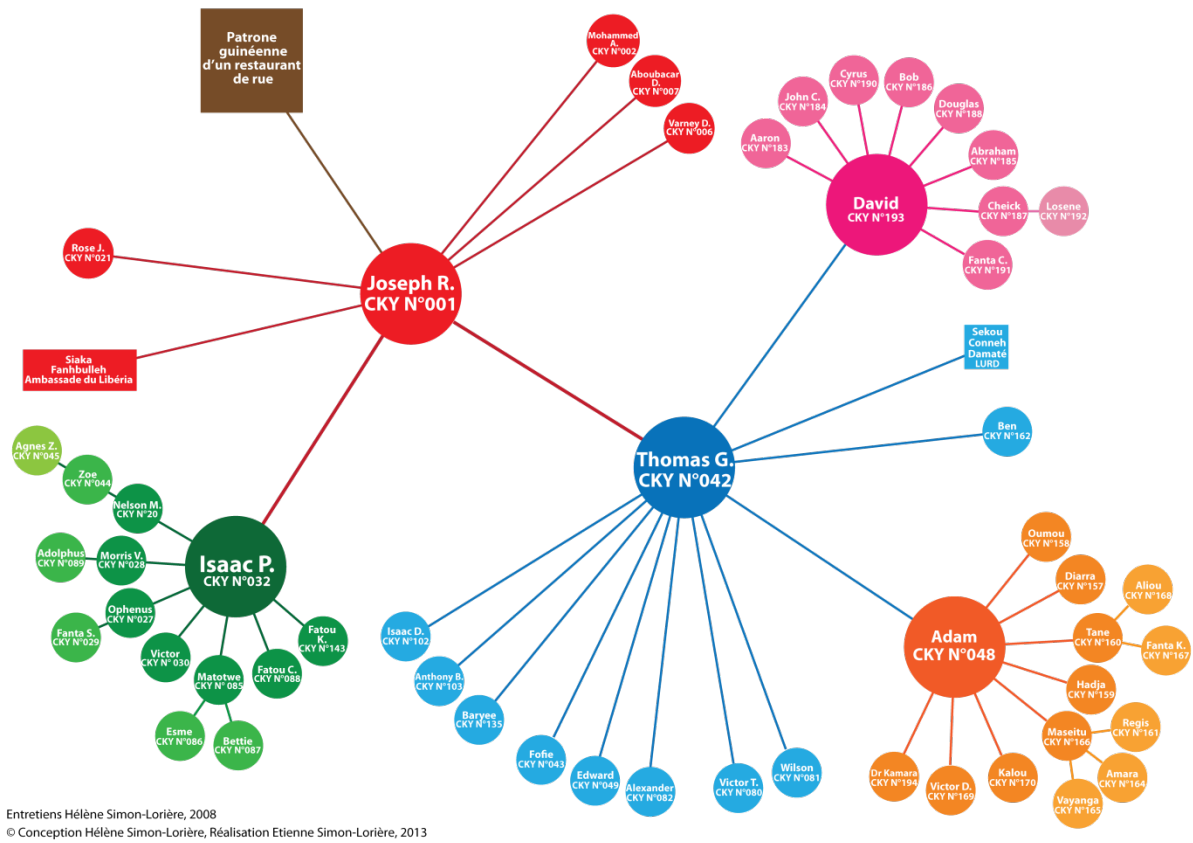 Patrone
guinéenne
d'un restaurant
de rue
Mohammed
A.
CKY N°002
Aboubacar
D.
CKY N°007
Varney D.
CKY N°006
Rose J.
CKY N°021
Joseph R.
CKY N°001
Siaka
Fanhbulleh
Ambassade du Libéria
Aaron
CKY N°183
John C.
CKY N°184
Cyrus
CKY N°190
Bob
CKY N°186
Douglas
CKY N°188
Abraham
CKY N°185
David
CKY N°193
Cheick
CKY N°187
Losene
CKY N°192
Fanta C.
CKY N°191
Sekou
Conneh
Damaté
LURD
Ben
CKY N°162
Thomas G.
CKY N°042
Agnes Z.
CKY N°045
Zoe
CKY N°044
Nelson M.
CKY N°20
Adolphus
CKY N°089
Morris V.
CKY N°028
Isaac P.
CKY N°032
Ophenus
CKY N°027
Fanta S.
CKY N°029
Victor
CKY N° 030
Matotwe
CKY N° 085
Fatou C.
CKY N°088
Fatou
K.
CKY N°143
Esme
CKY N°086
Bettie
CKY N°087
Isaac D.
CKY N°102
Anthony B.
CKY N°103
Baryee
CKY N°135
Fofie
CKY N°043
Edward
CKY N°049
Alexander
CKY N°082
Victor T.
CKY N°080
Wilson
CKY N°081
Oumou
CKY N°158
Diarra
CKY N°157
Aliou
CKY N°168
Adam
CKY N°048
Tane
CKY N°160
Fanta K.
CKY N°167
Hadja
CKY N°159
Maseitu
CKY N°166
Regis
CKY N°161
Amara
CKY N°164
Vayanga
CKY N°165
Kalou
CKY N°170
Victor D.
CKY N°169
Dr Kamara
CKY N°194
Entretiens Hélène Simon-Lorière, 2008
© Conception Hélène Simon-Lorière, Réalisation Etienne Simon-Lorière, 2013